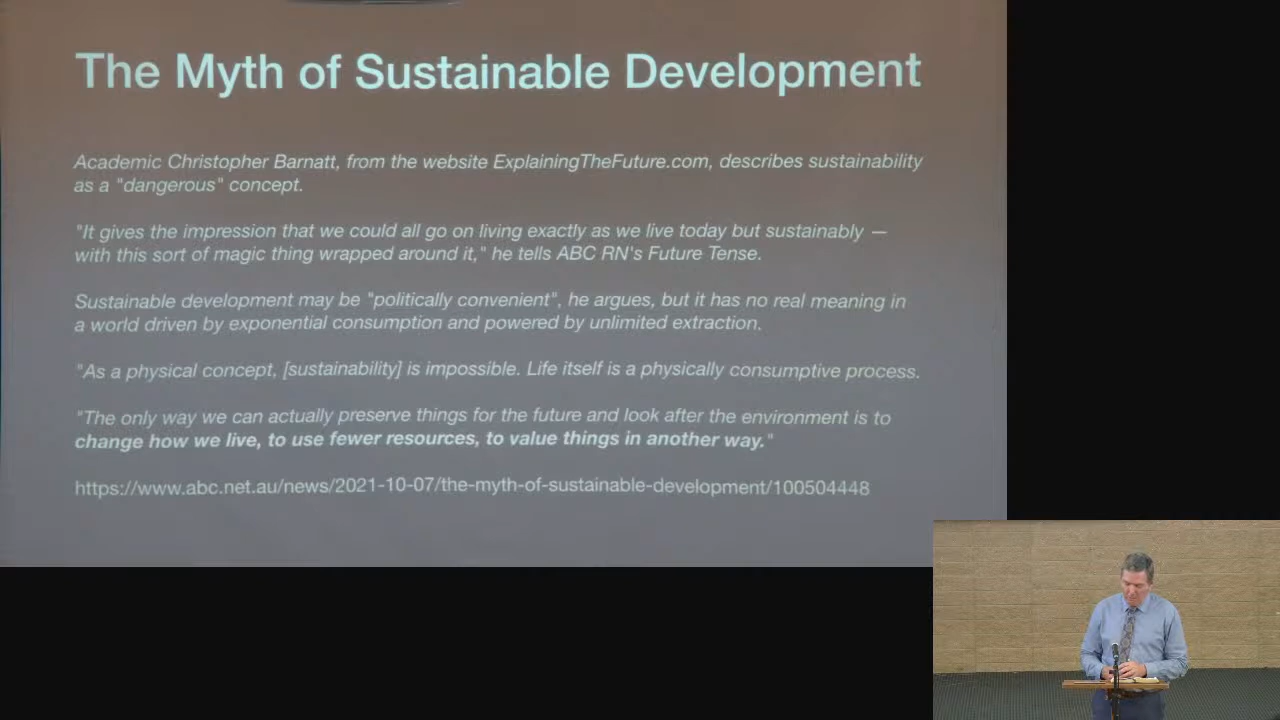 The Myth of Sustainable Development
Academic Christopher Barnatt, from the website ExplainingTheFuture.com, describes sustainability
as a "dangerous" concept.
"It gives the impression that we could all go on living exactly as we live today but sustainably —
with this sort of magic thing wrapped around it," he tells ABC RN's Future Tense.
Sustainable development may be "politically convenient", he argues, but it has no real meaning in
a world driven by exponential consumption and powered by unlimited extraction.
"As a physical concept, [sustainability] is impossible. Life itself is a physically consumptive process.
"The only way we can actually preserve things for the future and look after the environment is to
change how we live, to use fewer resources, to value things in another way."
https://www.abc.net.au/news/2021-10-07/the-myth-of-sustainable-development/100504448